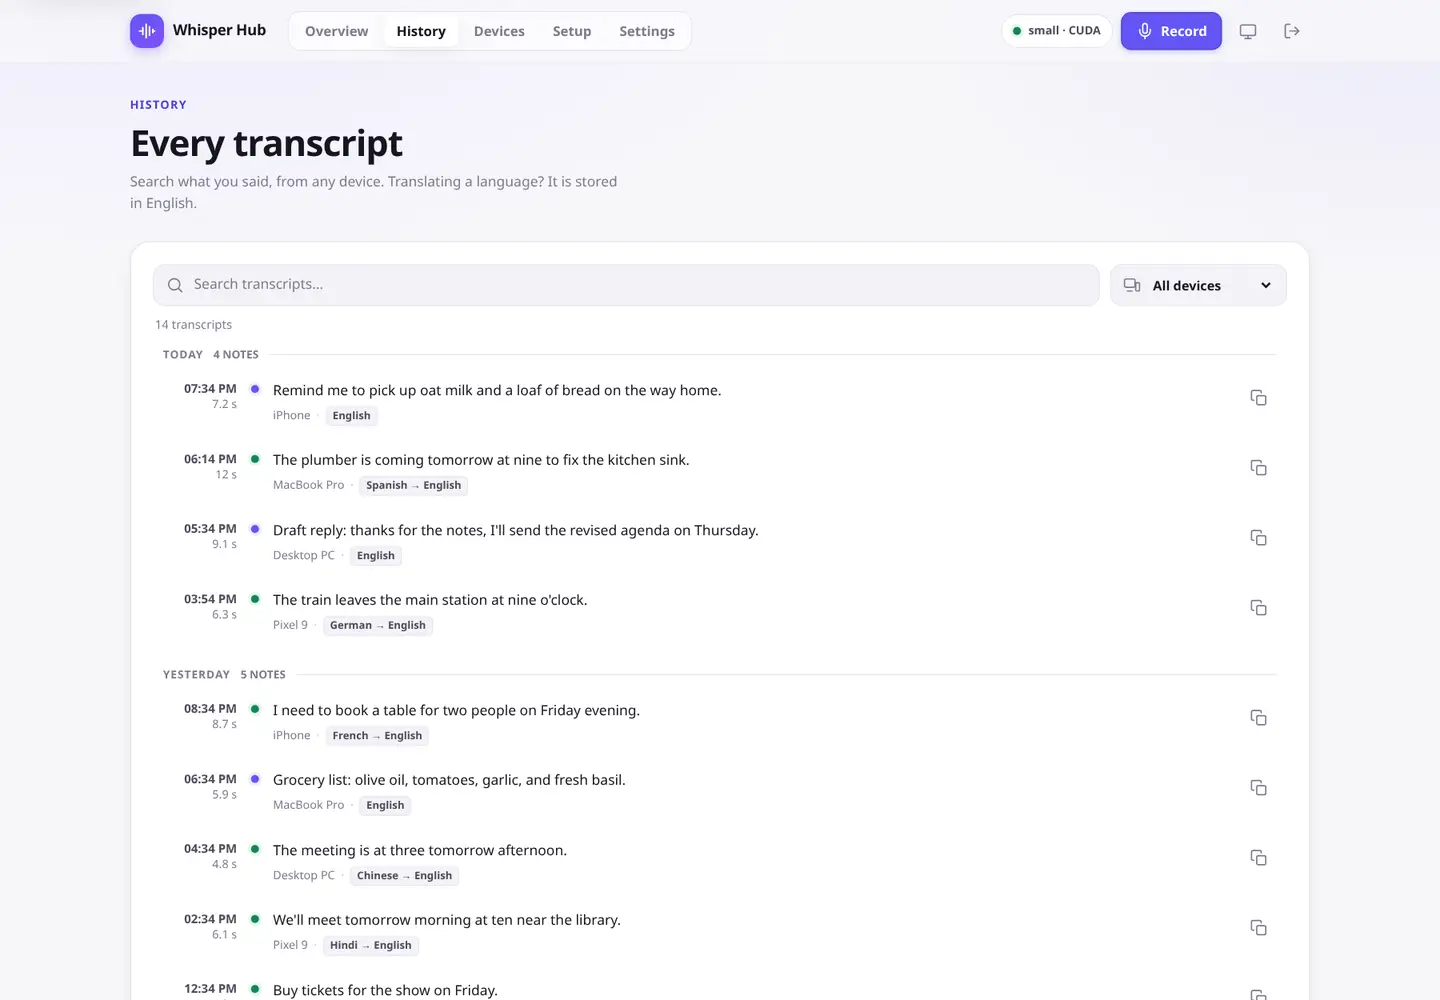 Whisper Hub
Overview History Devices Setup Settings
small · CUDA
Record
HISTORY
Every transcript
Search what you said, from any device. Translating a language? It is stored
in English.
Search transcripts...
All devices
14 transcripts
TODAY 4 NOTES
07:34 PM Remind me to pick up oat milk and a loaf of bread on the way home.
7.2 s
iPhone · English
06:14 PM The plumber is coming tomorrow at nine to fix the kitchen sink.
12 s
MacBook Pro · Spanish → English
05:34 PM Draft reply: thanks for the notes, I'll send the revised agenda on Thursday.
9.1 s
Desktop PC · English
03:54 PM The train leaves the main station at nine o'clock.
6.3 s
Pixel 9 · German → English
YESTERDAY 5 NOTES
08:34 PM I need to book a table for two people on Friday evening.
8.7 s
iPhone · French → English
06:34 PM Grocery list: olive oil, tomatoes, garlic, and fresh basil.
5.9 s
MacBook Pro · English
04:34 PM The meeting is at three tomorrow afternoon.
4.8 s
Desktop PC · Chinese → English
02:34 PM We'll meet tomorrow morning at ten near the library.
6.1 s
Pixel 9 · Hindi → English
12:34 PM Buy tickets for the show on Friday.